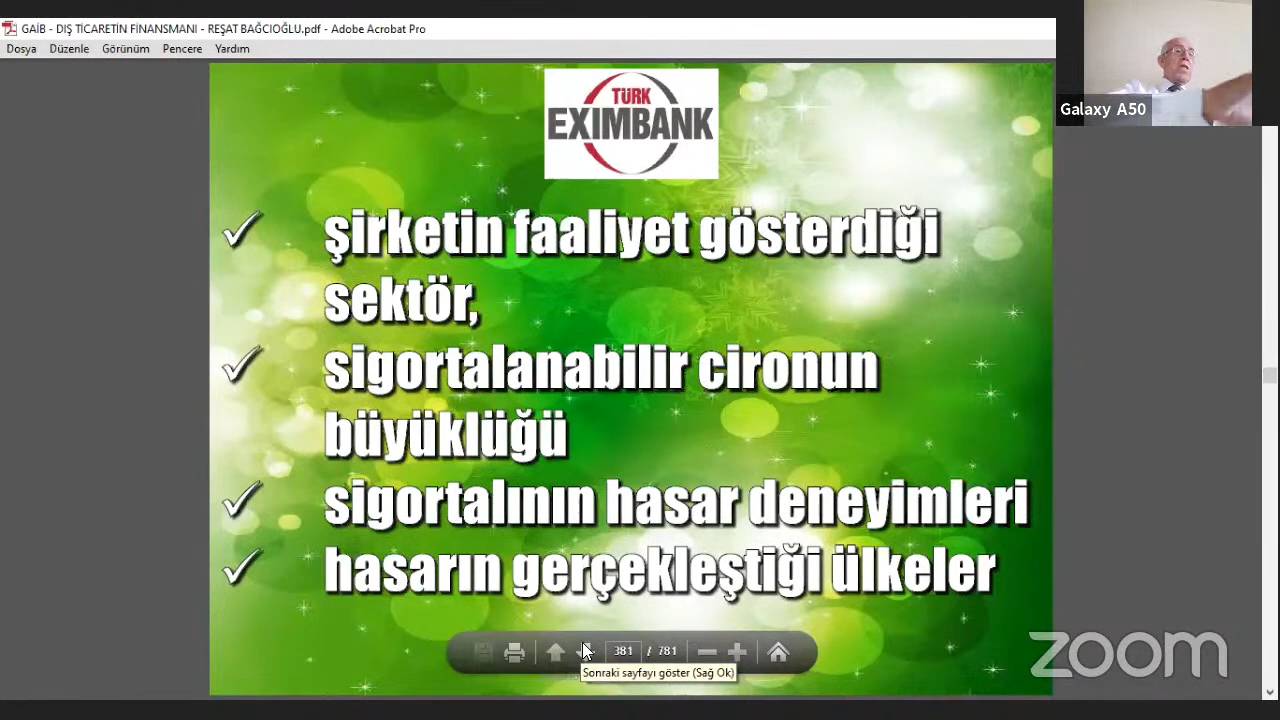 GAİB - DIŞ TİCARETİN FİNANSMANI - REŞAT BAĞCIOĞLU.pdf - Adobe Acrobat Pro
Dosya Düzenle Görünüm Pencere Yardım
Galaxy A50
TÜRK
EXIMBANK
şirketin faaliyet gösterdiği
sektör,
sigortalanabilir cironun
büyüklüğü
sigortalının hasar deneyimleri
hasarın gerçekleştiği ülkeler
381 / 781
Sonraki sayfayı göster (Sağ Ok)
zoom